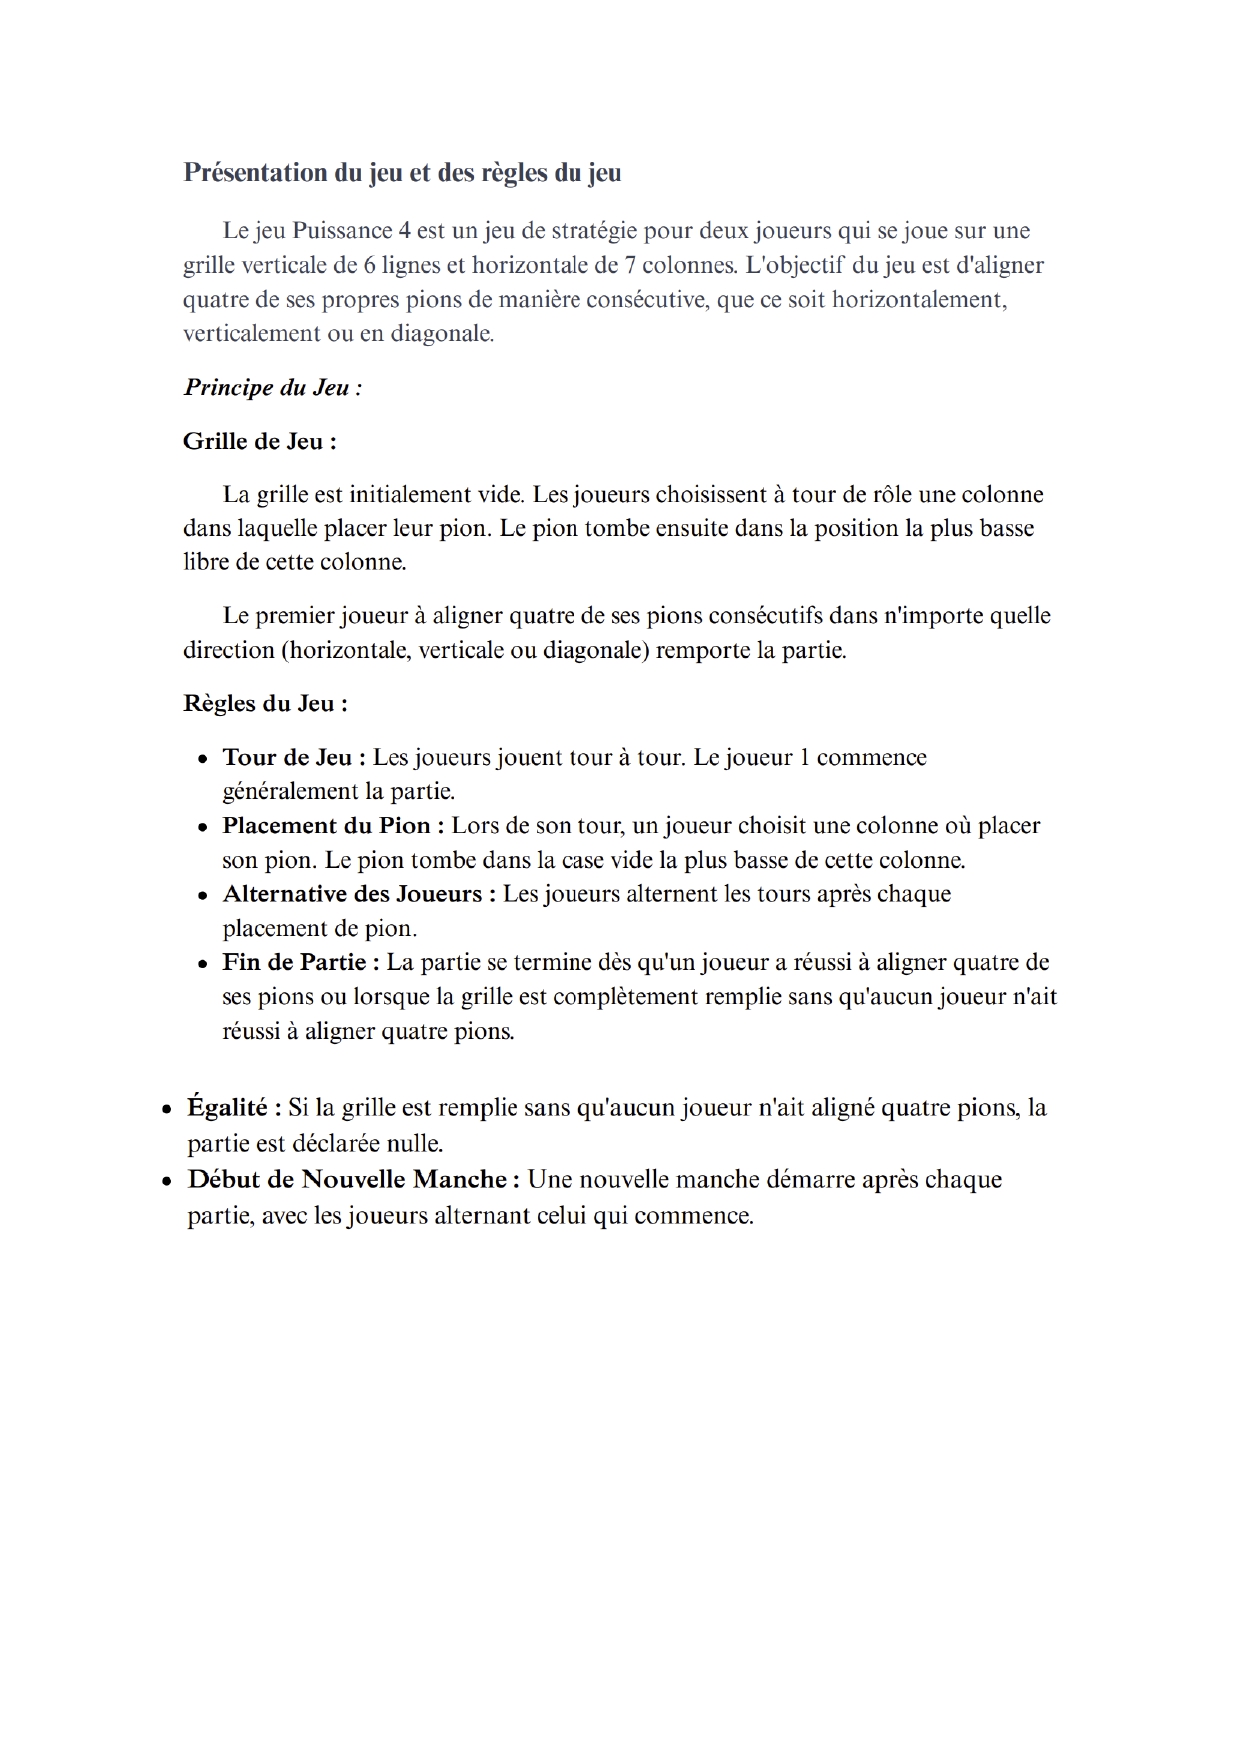 Présentation du jeu et des règles du jeu
Le jeu Puissance 4 est un jeu de stratégie pour deux joueurs qui se joue sur une
grille verticale de 6 lignes et horizontale de 7 colonnes. L'objectif du jeu est d'aligner
quatre de ses propres pions de manière consécutive, que ce soit horizontalement,
verticalement ou en diagonale.
Principe du Jeu :
Grille de Jeu :
La grille est initialement vide. Les joueurs choisissent à tour de rôle une colonne
dans laquelle placer leur pion. Le pion tombe ensuite dans la position la plus basse
libre de cette colonne.
Le premier joueur à aligner quatre de ses pions consécutifs dans n'importe quelle
direction (horizontale, verticale ou diagonale) remporte la partie.
Règles du Jeu :
• Tour de Jeu : Les joueurs jouent tour à tour. Le joueur 1 commence
généralement la partie.
• Placement du Pion : Lors de son tour, un joueur choisit une colonne où placer
son pion. Le pion tombe dans la case vide la plus basse de cette colonne.
• Alternative des Joueurs : Les joueurs alternent les tours après chaque
placement de pion.
• Fin de Partie : La partie se termine dès qu'un joueur a réussi à aligner quatre de
ses pions ou lorsque la grille est complètement remplie sans qu'aucun joueur n'ait
réussi à aligner quatre pions.
• Égalité : Si la grille est remplie sans qu'aucun joueur n'ait aligné quatre pions, la
partie est déclarée nulle.
• Début de Nouvelle Manche : Une nouvelle manche démarre après chaque
partie, avec les joueurs alternant celui qui commence.